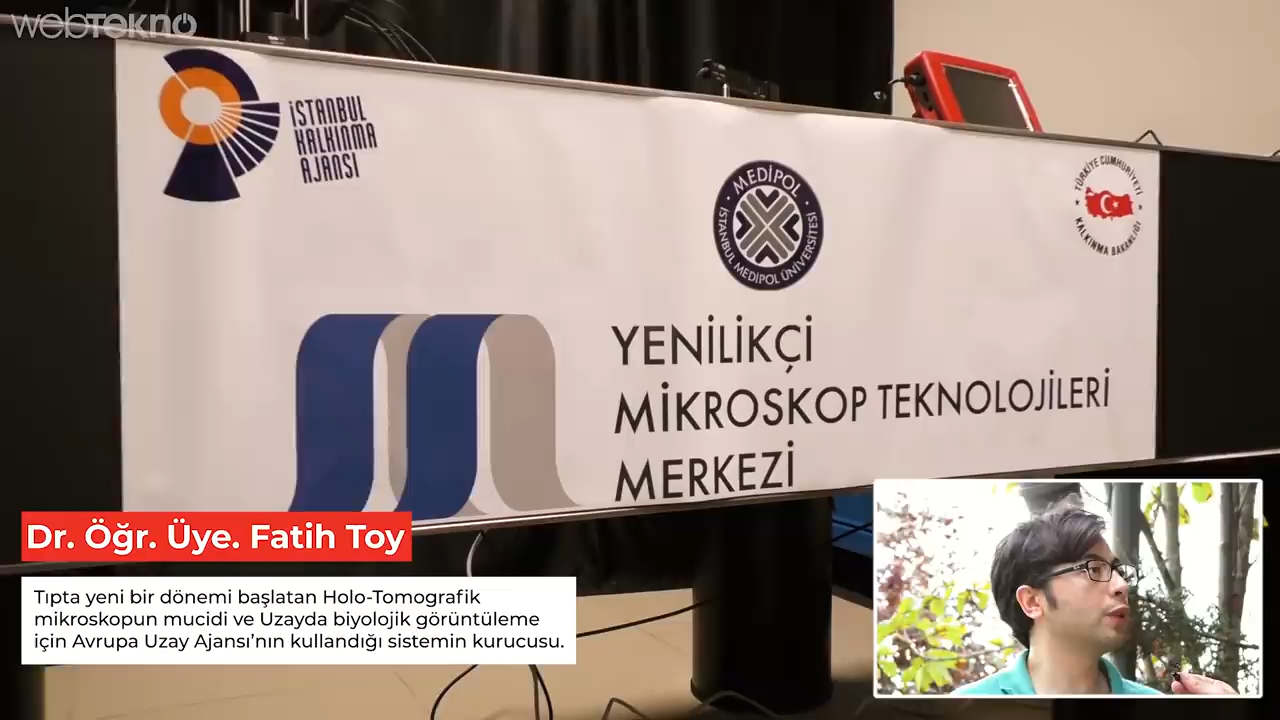 webTEKNO
İSTANBUL
KALKINMA
AJANSI
MEDİPOL
İSTANBUL MEDİPOL ÜNİVERSİTESİ
TÜRKİYE CUMHURİYETİ
KALKINMA BAKANLIĞI
YENİLİKÇİ
MİKROSKOP TEKNOLOJİLERİ
MERKEZİ
Dr. Öğr. Üye. Fatih Toy
Tıpta yeni bir dönemi başlatan Holo-Tomografik
mikroskopun mucidi ve Uzayda biyolojik görüntüleme
için Avrupa Uzay Ajansı’nın kullandığı sistemin kurucusu.